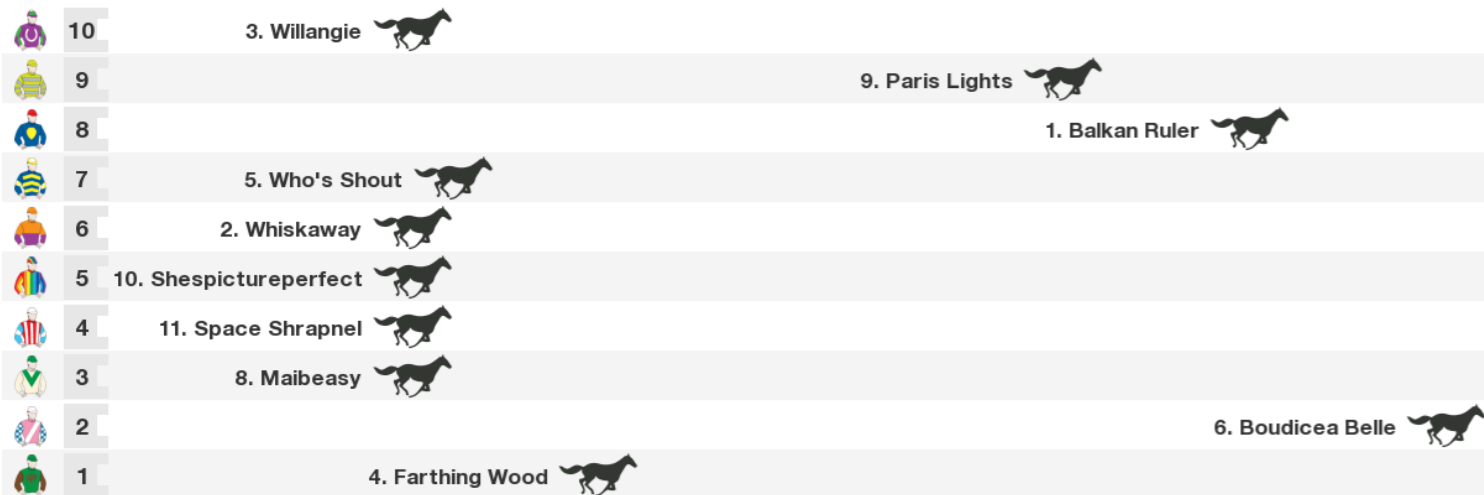 10 3. Willangie
9 9. Paris Lights
8 1. Balkan Ruler
7 5. Who's Shout
6 2. Whiskaway
5 10. Shespictureperfect
4 11. Space Shrapnel
3 8. Maibeasy
2 6. Boudicea Belle
1 4. Farthing Wood